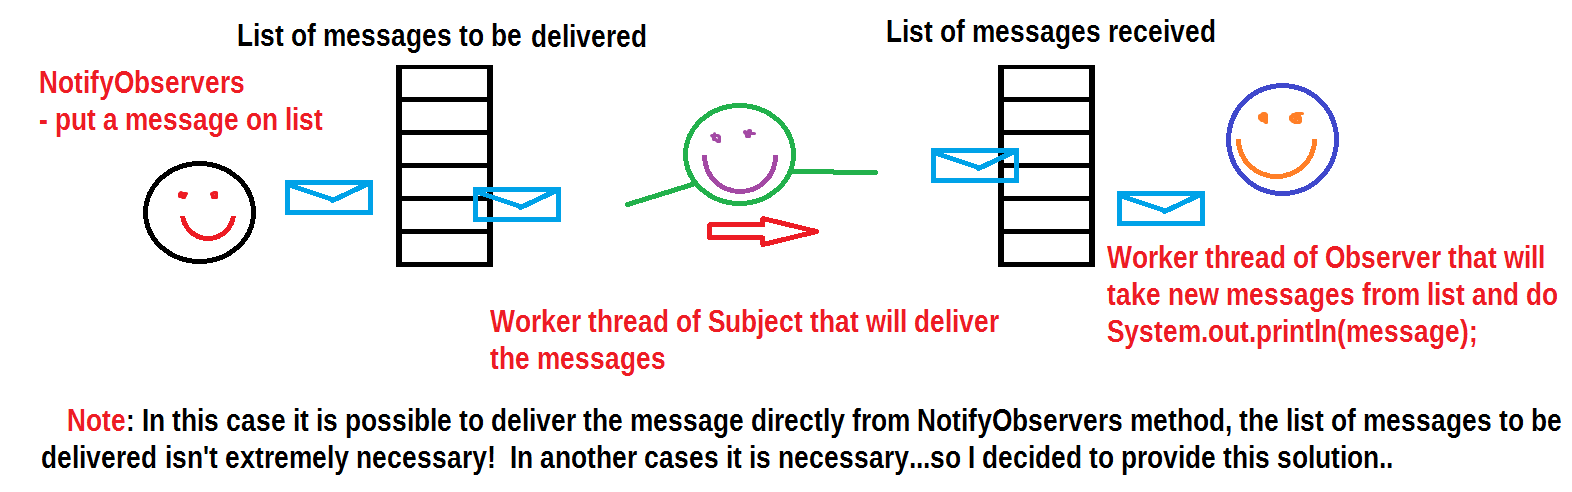 List of messages to be delivered
List of messages received
NotifyObservers
- put a message on list
Worker thread of Observer that will
take new messages from list and do
System.out.println(message);
Worker thread of Subject that will deliver
the messages
Note: In this case it is possible to deliver the message directly from NotifyObservers method, the list of messages to be
delivered isn't extremely necessary! In another cases it is necessary...so I decided to provide this solution..